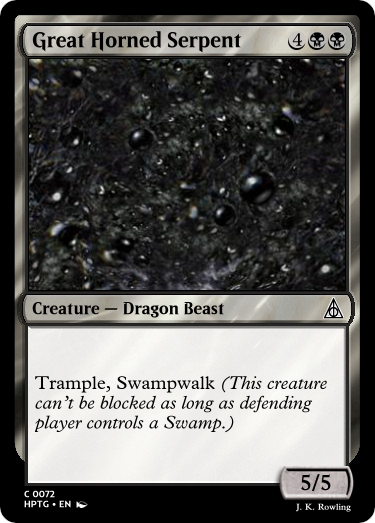 Great Horned Serpent 4
Creature — Dragon Beast
Trample, Swampwalk (This creature
can't be blocked as long as defending
player controls a Swamp.)
5/5
C 0072
HPTG • EN J. K. Rowling